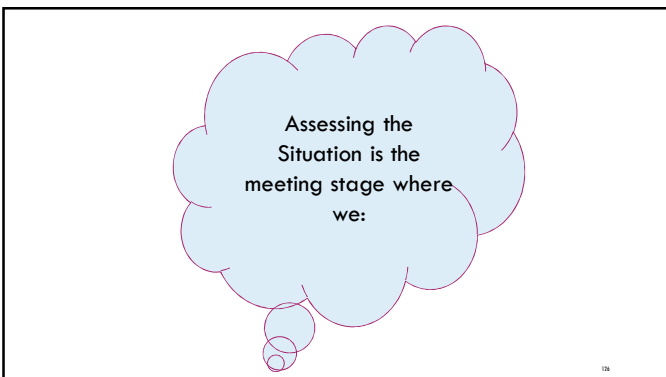 Assessing the
Situation is the
meeting stage where
we:
126